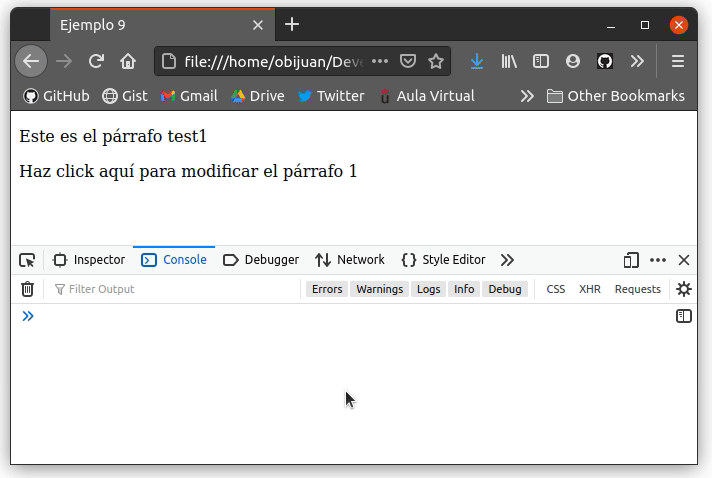 Ejemplo 9
file:///home/obijuan/Deve
GitHub Gist Gmail Drive Twitter Aula Virtual Other Bookmarks
Este es el párrafo test1
Haz click aquí para modificar el párrafo 1
Inspector Console Debugger Network Style Editor
Filter Output Errors Warnings Logs Info Debug CSS XHR Requests